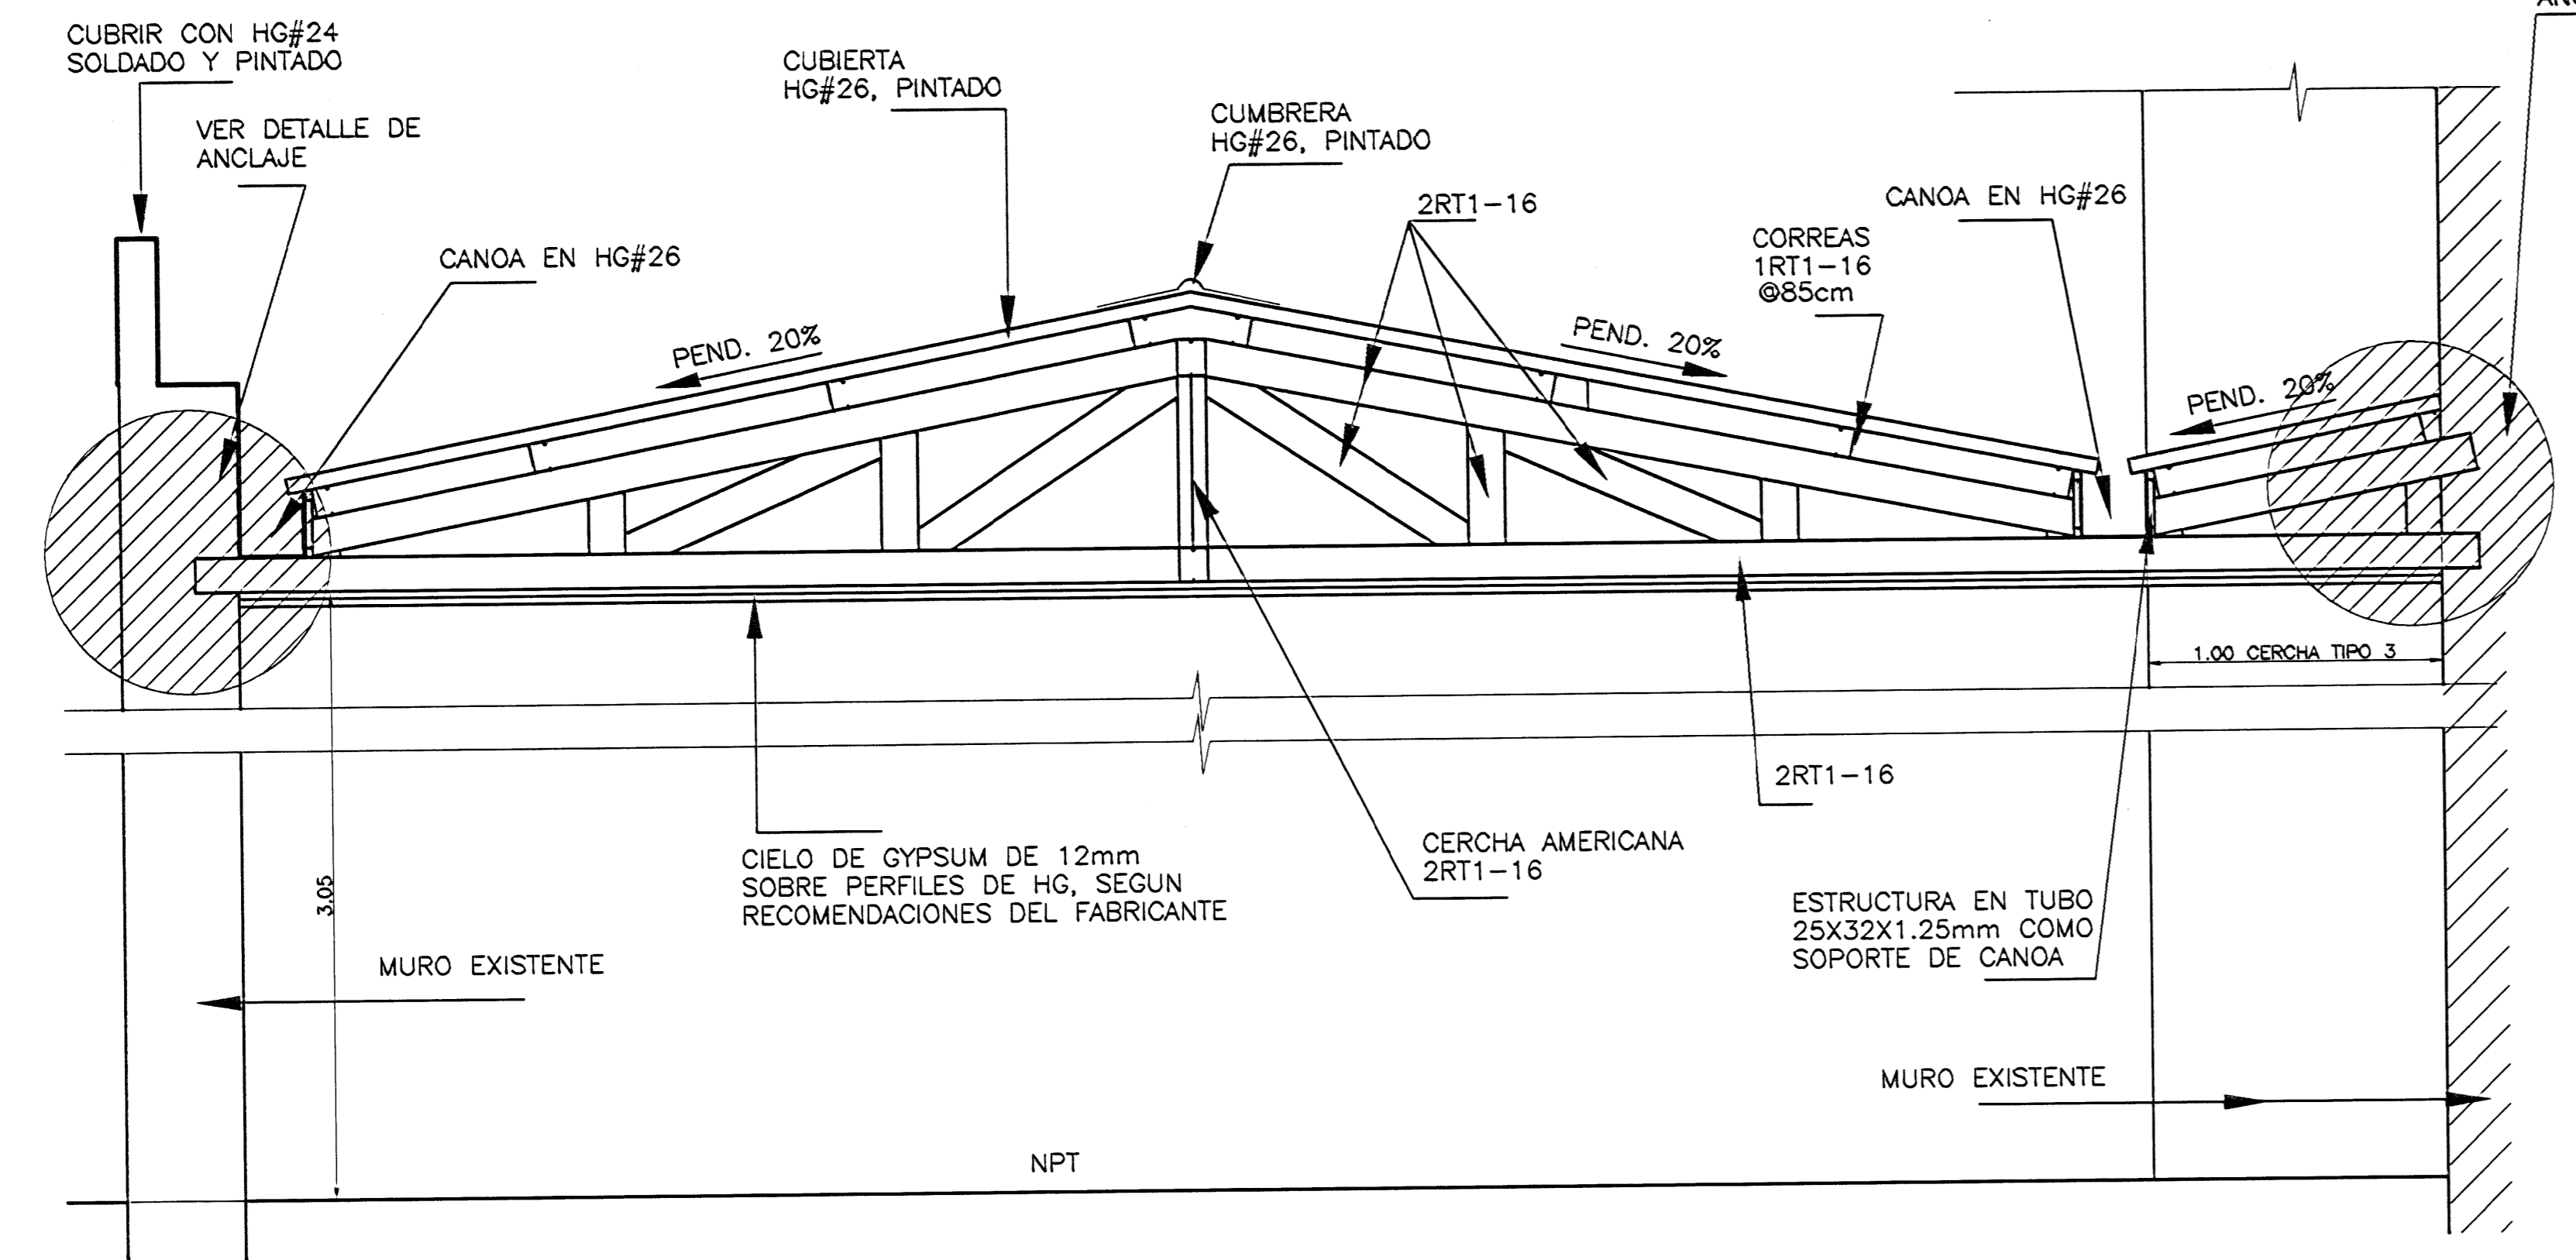 CUBRIR CON HG#24
SOLDADO Y PINTADO
VER DETALLE DE
ANCLAJE
CUBIERTA
HG#26, PINTADO
CUMBRERA
HG#26, PINTADO
2RT1-16
CANOA EN HG#26
CORREAS
1RT1-16
@85cm
CANOA EN HG#26
PEND. 20%
PEND. 20%
PEND. 20%
1.00 CERCHA TIPO 3
2RT1-16
CERCHA AMERICANA
2RT1-16
CIELO DE GYPSUM DE 12mm
SOBRE PERFILES DE HG, SEGUN
RECOMENDACIONES DEL FABRICANTE
3.05
ESTRUCTURA EN TUBO
25X32X1.25mm COMO
SOPORTE DE CANOA
MURO EXISTENTE
MURO EXISTENTE
NPT